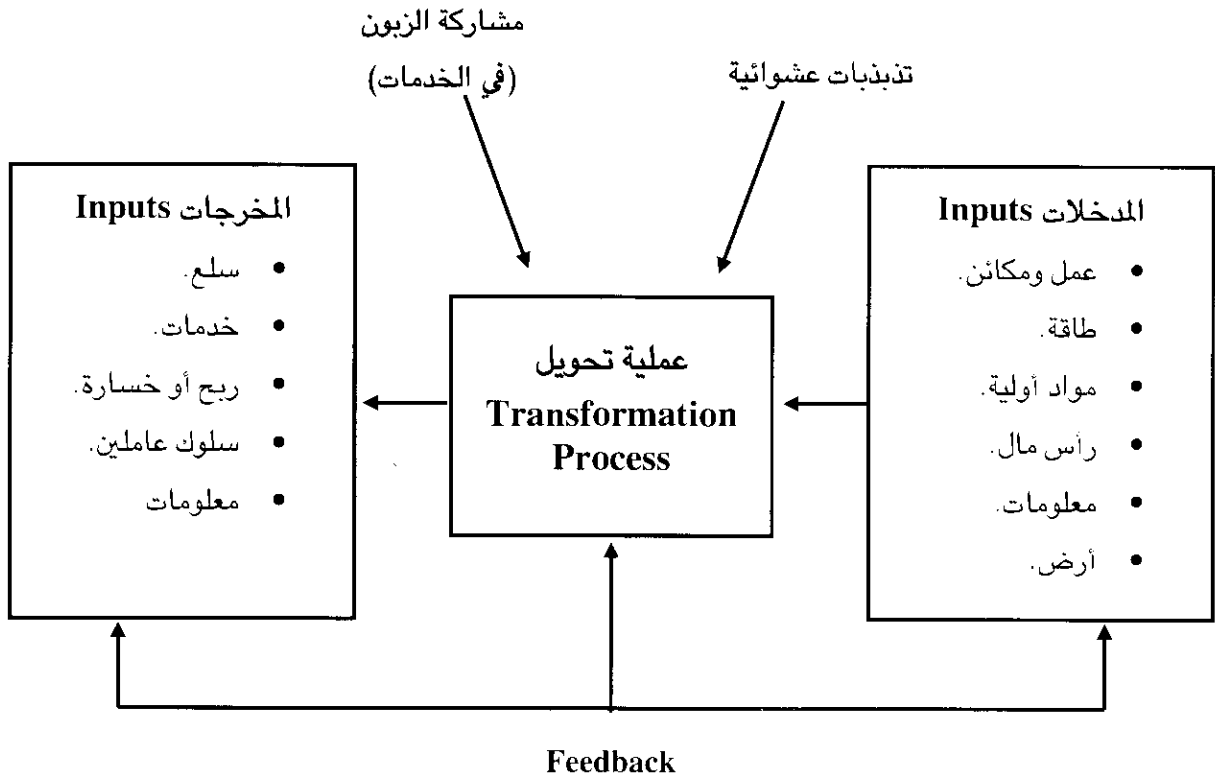 مشاركة الزبون
(في الخدمات)
تذبذبات عشوائية
المدخلات Inputs
• عمل ومكائن.
• طاقة.
• مواد أولية.
• رأس مال.
• معلومات.
• أرض.
عملية تحويل
Transformation
Process
المخرجات Inputs
• سلع.
• خدمات.
• ربح أو خسارة.
• سلوك عاملين.
• معلومات
Feedback